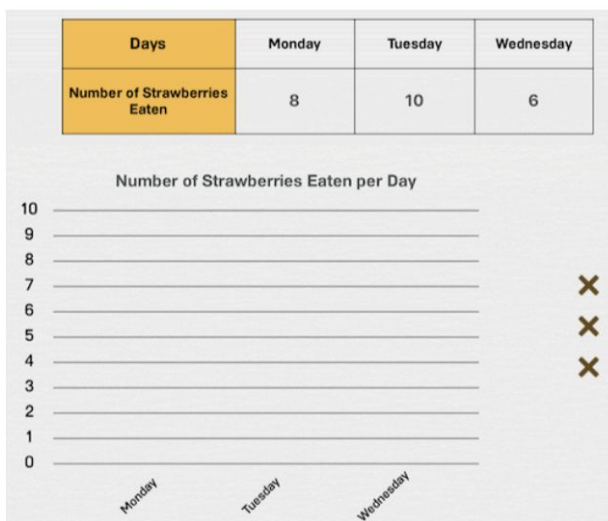 Days Monday Tuesday Wednesday
Number of Strawberries
Eaten
8 10 6
Number of Strawberries Eaten per Day
10
9
8
7
6
5
4
3
2
1
0
Monday Tuesday Wednesday